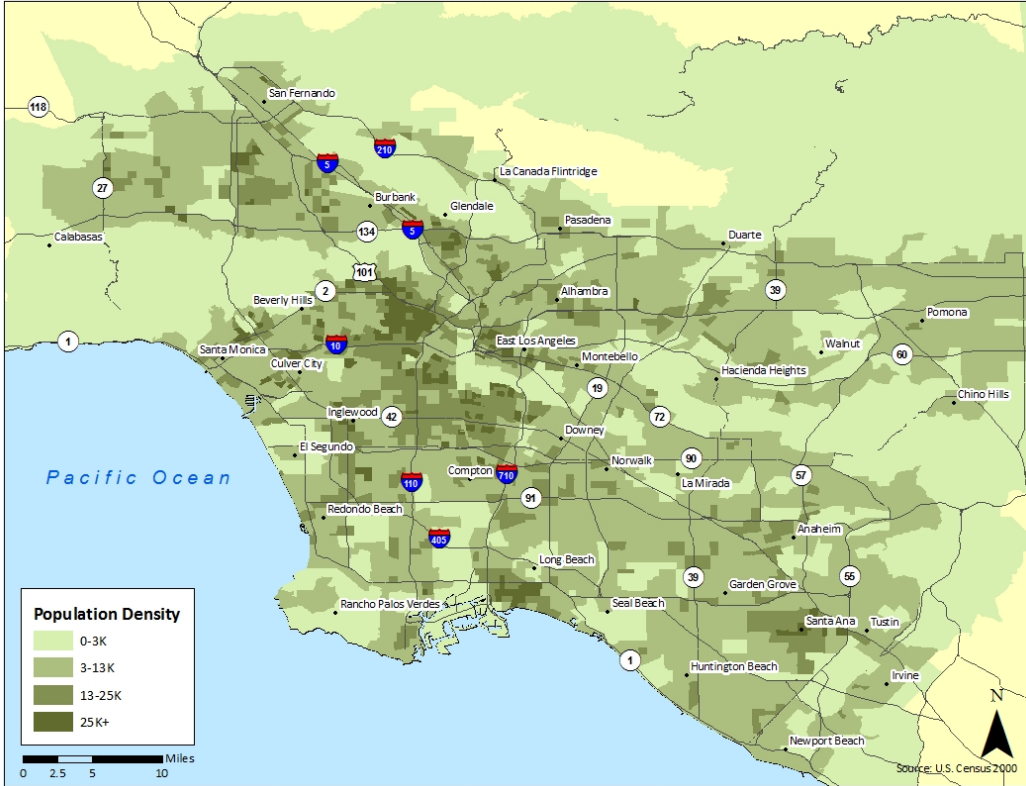 San Fernando
118
210
5
La Canada Flintridge
27
Burbank
Glendale
Pasadena
134
5
Calabasas
Duarte
101
2
39
Beverly Hills
Alhambra
Pomona
1
10
East Los Angeles
Walnut
60
Santa Monica
Montebello
Culver City
Hacienda Heights
19
Chino Hills
Inglewood
42
72
Downey
El Segundo
Norwalk
90
Pacific Ocean
Compton
710
La Mirada
57
110
91
Redondo Beach
Anaheim
405
Long Beach
39
55
Garden Grove
Rancho Palos Verdes
Seal Beach
Santa Ana
Tustin
1
Huntington Beach
Irvine
Newport Beach
Population Density
0-3K
3-13K
13-25K
25K+
Miles
0 2.5 5 10
N
Source: U.S. Census 2000